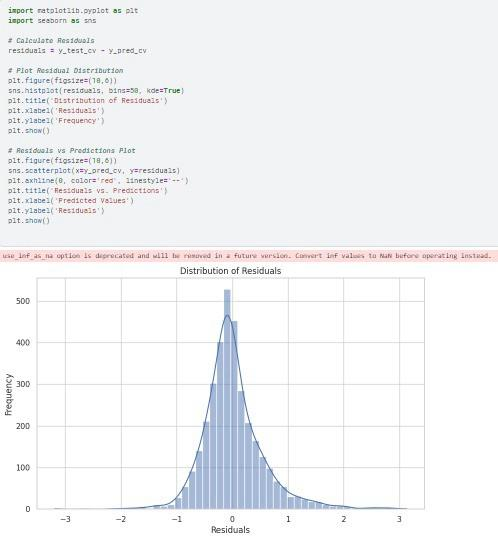 import matplotlib.pyplot as plt
import seaborn as sns
# Calculate Residuals
residuals = y_test_cv - y_pred_cv
# Plot Residual Distribution
plt.figure(figsize=(10,6))
sns.histplot(residuals, bins=50, kde=True)
plt.title('Distribution of Residuals')
plt.xlabel('Residuals')
plt.ylabel('Frequency')
plt.show()
# Residuals vs Predictions Plot
plt.figure(figsize=(10,6))
sns.scatterplot(x=y_pred_cv, y=residuals)
plt.axhline(0, color='red', linestyle='--')
plt.title('Residuals vs. Predictions')
plt.xlabel('Predicted Values')
plt.ylabel('Residuals')
plt.show()
use_inf_as_na option is deprecated and will be removed in a future version. Convert inf values to NaN before operating instead.
Distribution of Residuals
500
400
300
200
100
0
Frequency
−3 −2 −1 0 1 2 3
Residuals